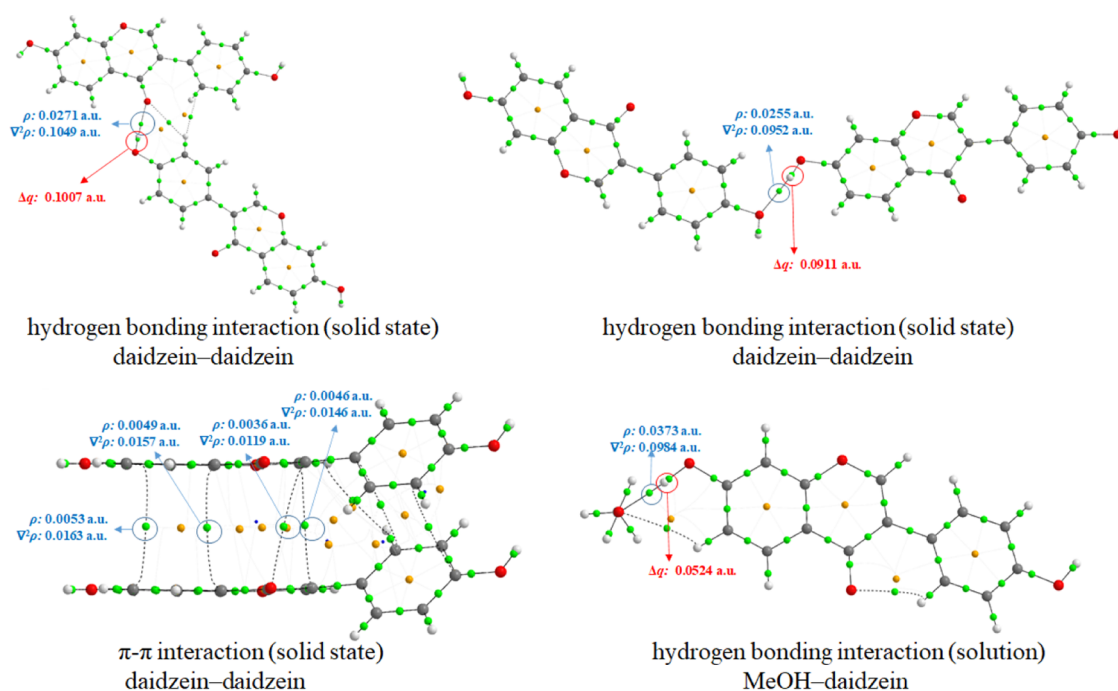 ρ: 0.0271 a.u.
∇²ρ: 0.1049 a.u.
Δq: 0.1007 a.u.
hydrogen bonding interaction (solid state)
daidzein–daidzein
ρ: 0.0255 a.u.
∇²ρ: 0.0952 a.u.
Δq: 0.0911 a.u.
hydrogen bonding interaction (solid state)
daidzein–daidzein
ρ: 0.0049 a.u.
∇²ρ: 0.0157 a.u.
ρ: 0.0036 a.u.
∇²ρ: 0.0119 a.u.
ρ: 0.0046 a.u.
∇²ρ: 0.0146 a.u.
ρ: 0.0053 a.u.
∇²ρ: 0.0163 a.u.
π-π interaction (solid state)
daidzein–daidzein
ρ: 0.0373 a.u.
∇²ρ: 0.0984 a.u.
Δq: 0.0524 a.u.
hydrogen bonding interaction (solution)
MeOH–daidzein